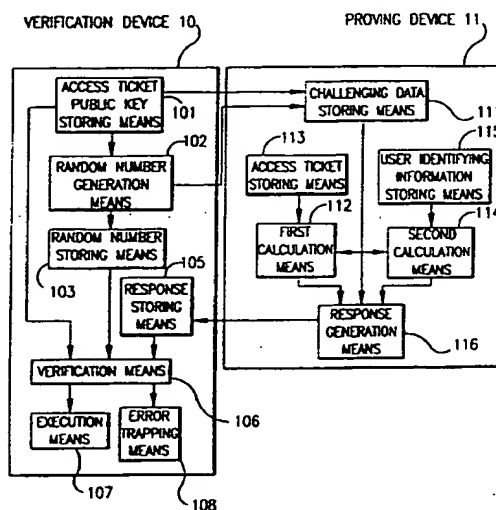 VERIFICATION DEVICE 10
PROVING DEVICE 11
ACCESS TICKET
PUBLIC KEY
STORING MEANS
101
102
RANDOM NUMBER
GENERATION
MEANS
RANDOM NUMBER
STORING MEANS
103
105
RESPONSE
STORING
MEANS
VERIFICATION MEANS
106
EXECUTION
MEANS
107
ERROR
TRAPPING
MEANS
108
CHALLENGING DATA
STORING MEANS
111
113
ACCESS TICKET
STORING MEANS
115
USER IDENTIFYING
INFORMATION
STORING MEANS
112
FIRST
CALCULATION
MEANS
114
SECOND
CALCULATION
MEANS
RESPONSE
GENERATION
MEANS
116